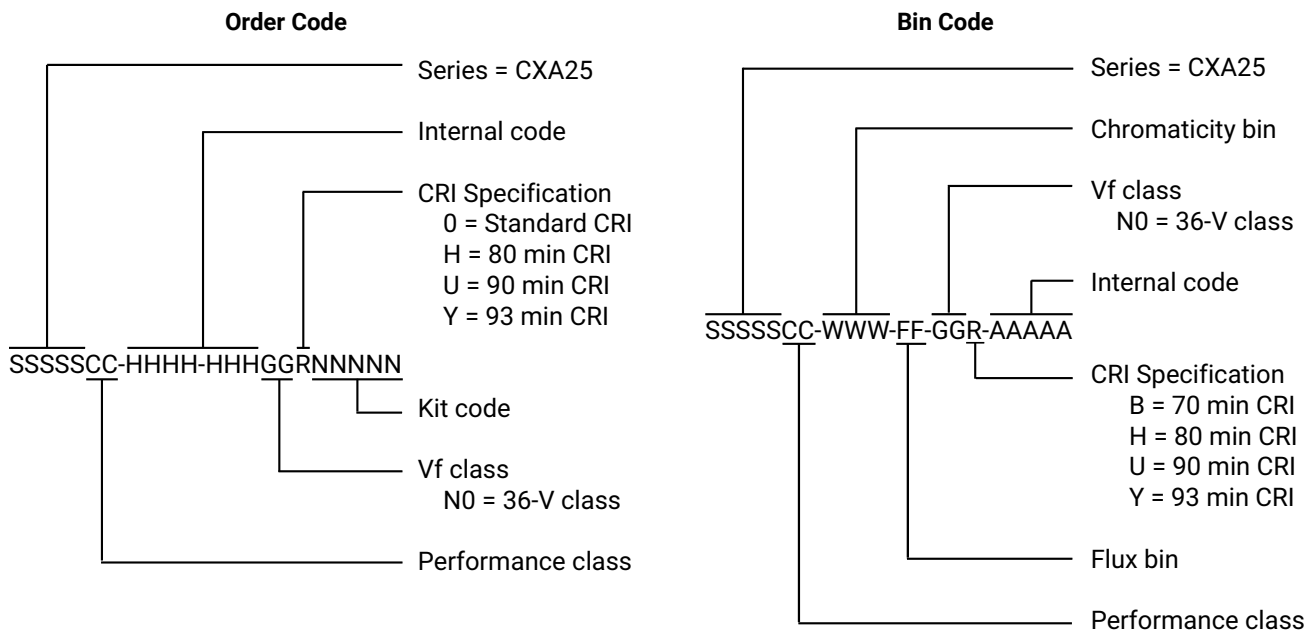 Order Code
Series = CXA25
Internal code
CRI Specification
0 = Standard CRI
H = 80 min CRI
U = 90 min CRI
Y = 93 min CRI
SSSSSCC-HHHH-HHHGGRNNNNN
Kit code
Vf class
N0 = 36-V class
Performance class
Bin Code
Series = CXA25
Chromaticity bin
Vf class
N0 = 36-V class
Internal code
SSSSSCC-WWW-FF-GGR-AAAAA
CRI Specification
B = 70 min CRI
H = 80 min CRI
U = 90 min CRI
Y = 93 min CRI
Flux bin
Performance class